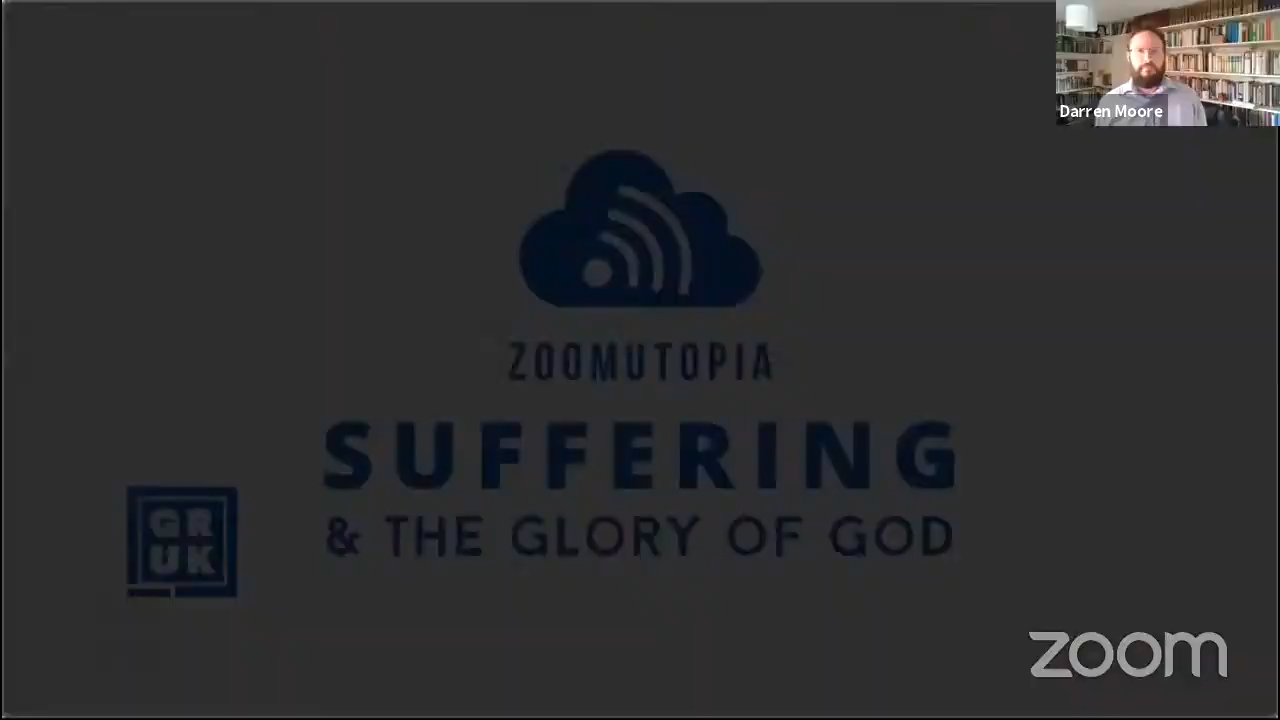 Darren Moore
ZOOMUTOPIA
SUFFERING
& THE GLORY OF GOD
GR
UK
zoom